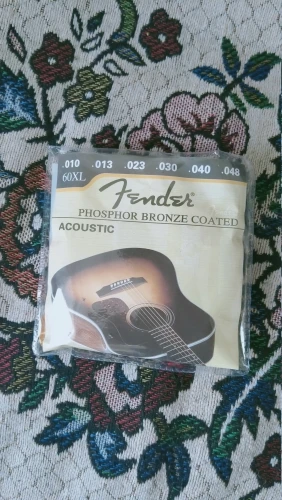 .010 .013 .023 .030 .040 .048
60XL
Fender
PHOSPHOR BRONZE COATED
ACOUSTIC